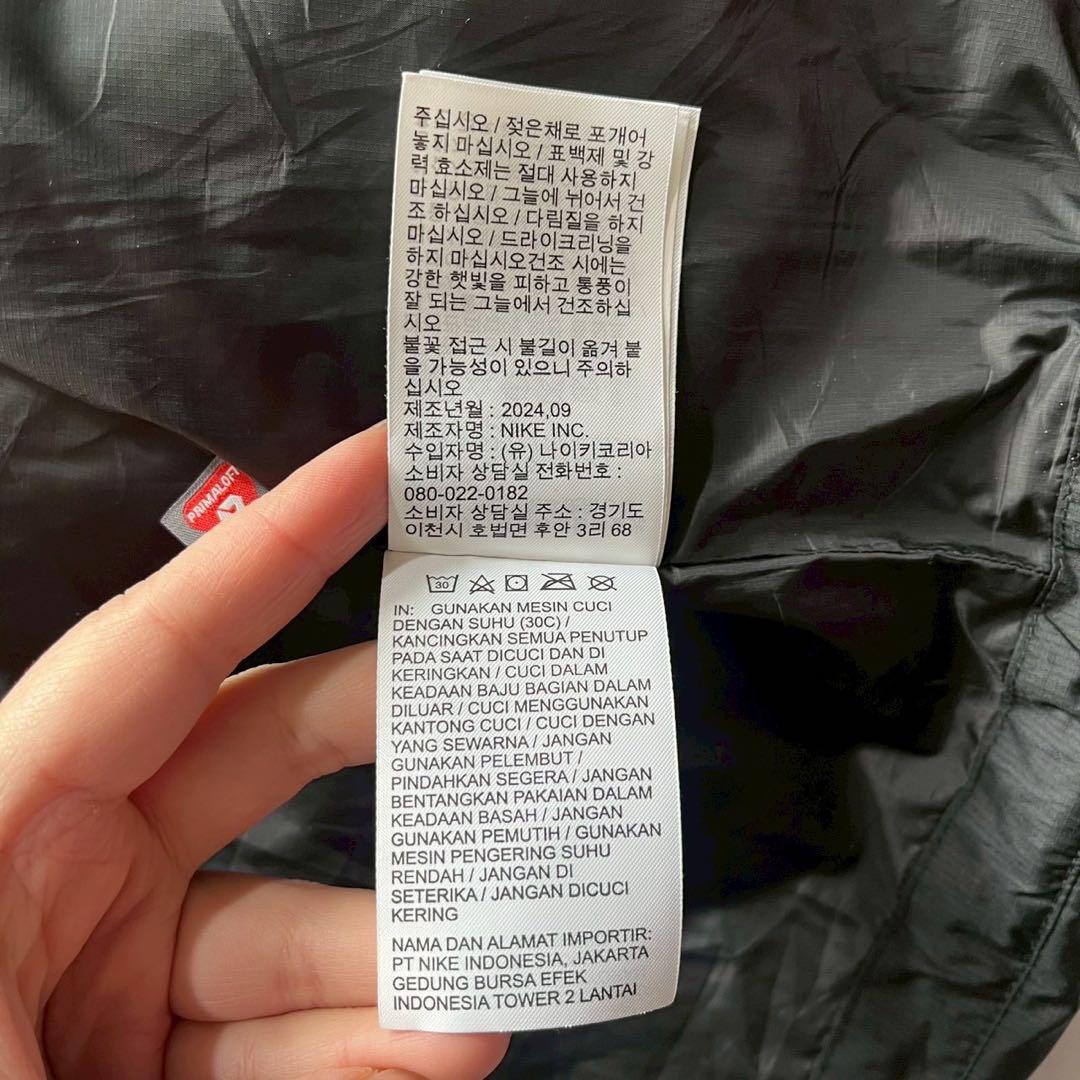 주십시오 / 젖은채로 포개어
놓지 마십시오 / 표백제 및 강
력 효소제는 절대 사용하지
마십시오 / 그늘에 뉘어서 건
조 하십시오 / 다림질을 하지
마십시오 / 드라이크리닝을
하지 마십시오건조 시에는
강한 햇빛을 피하고 통풍이
잘 되는 그늘에서 건조하십
시오
불꽃 접근 시 불길이 옮겨 붙
을 가능성이 있으니 주의하
십시오
제조년월 : 2024,09
제조자명 : NIKE INC.
수입자명 : (유) 나이키코리아
소비자 상담실 전화번호 :
080-022-0182
소비자 상담실 주소 : 경기도
이천시 호법면 후안 3리 68
PRIMALOFT
30
IN: GUNAKAN MESIN CUCI
DENGAN SUHU (30C) /
KANCINGKAN SEMUA PENUTUP
PADA SAAT DICUCI DAN DI
KERINGKAN / CUCI DALAM
KEADAAN BAJU BAGIAN DALAM
DILUAR / CUCI MENGGUNAKAN
KANTONG CUCI / CUCI DENGAN
YANG SEWARNA / JANGAN
GUNAKAN PELEMBUT /
PINDAHKAN SEGERA / JANGAN
BENTANGKAN PAKAIAN DALAM
KEADAAN BASAH / JANGAN
GUNAKAN PEMUTIH / GUNAKAN
MESIN PENGERING SUHU
RENDAH / JANGAN DI
SETERIKA / JANGAN DICUCI
KERING
NAMA DAN ALAMAT IMPORTIR:
PT NIKE INDONESIA, JAKARTA
GEDUNG BURSA EFEK
INDONESIA TOWER 2 LANTAI